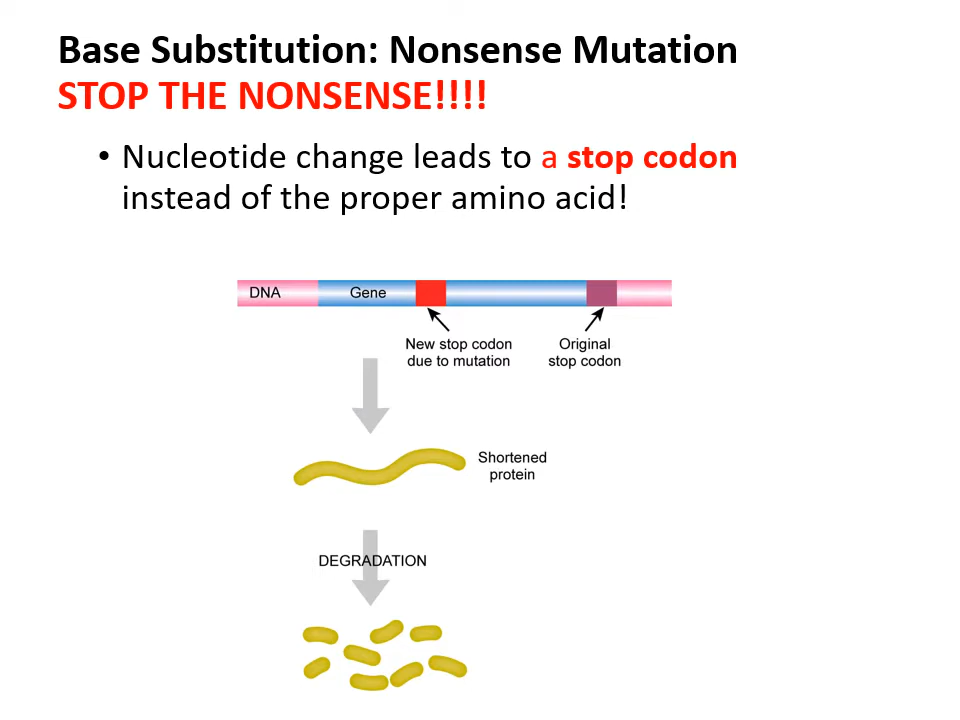 Base Substitution: Nonsense Mutation
STOP THE NONSENSE!!!!
• Nucleotide change leads to a stop codon
instead of the proper amino acid!
DNA
Gene
New stop codon
due to mutation
Original
stop codon
Shortened
protein
DEGRADATION